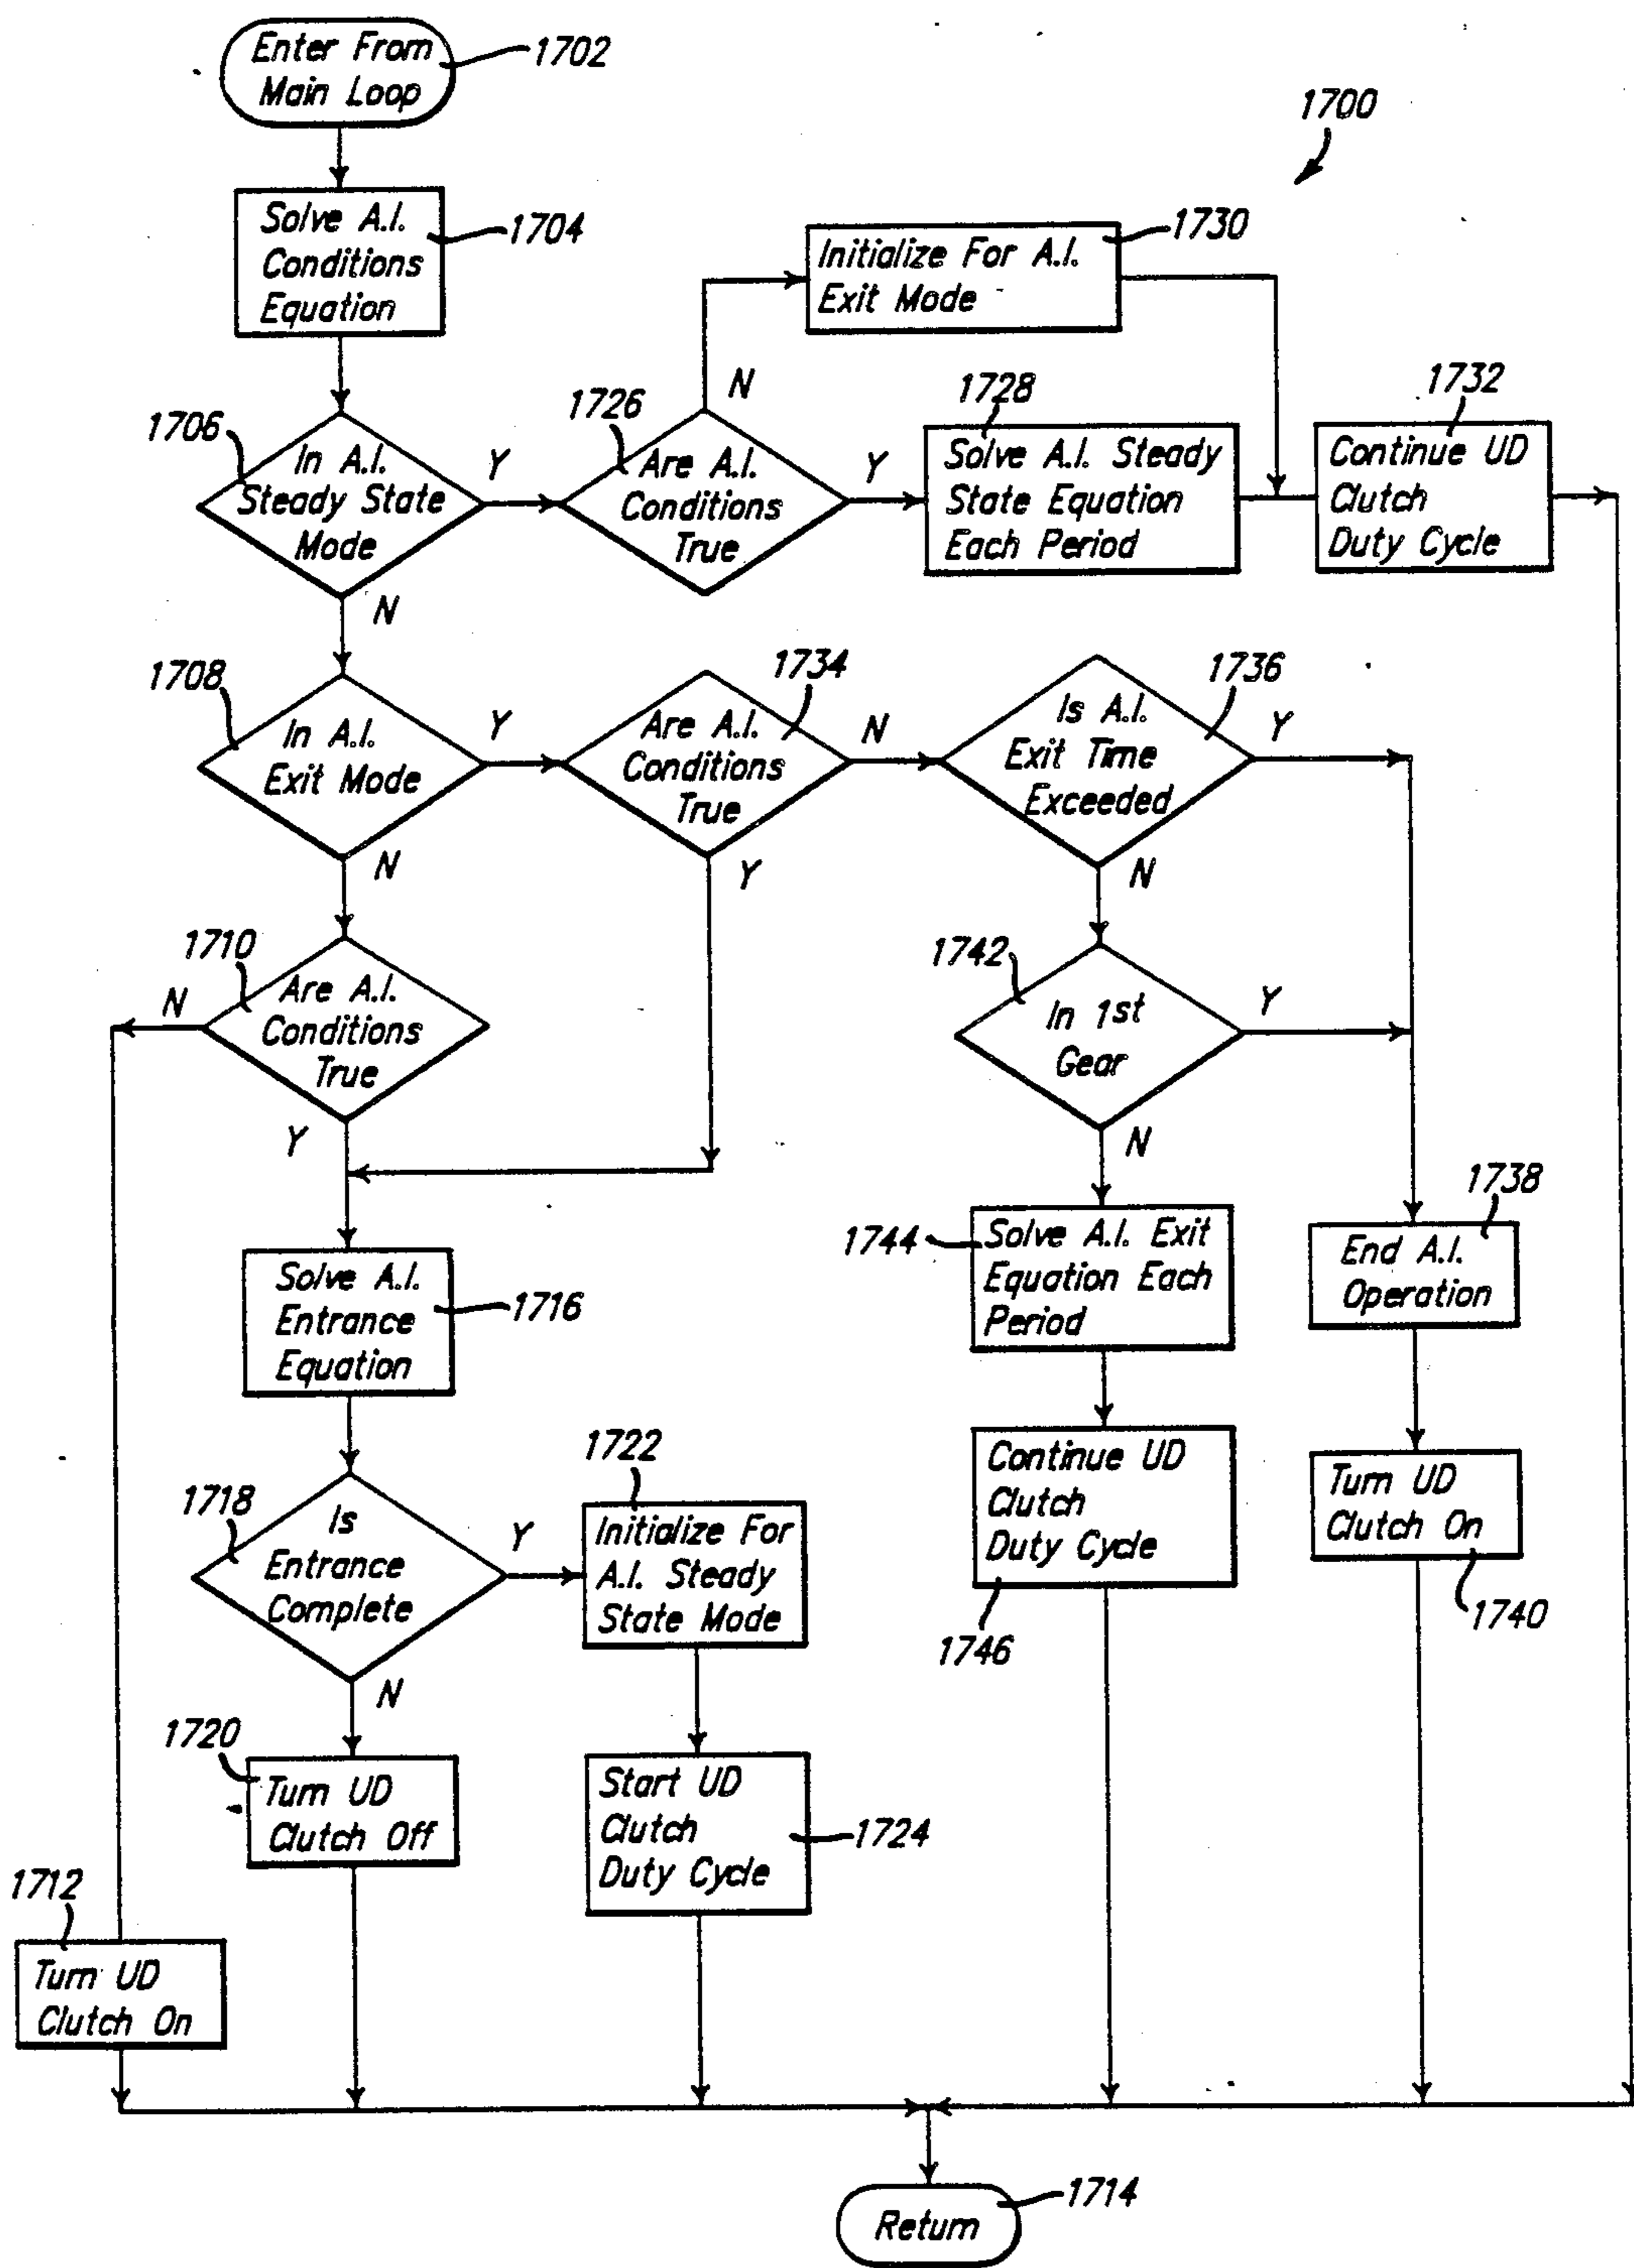 Enter From
Main Loop
1702
1700
Solve A.I.
Conditions
Equation
1704
Initialize For A.I.
Exit Mode
1730
1706
In A.I.
Steady State
Mode
Y
N
1726
Are A.I.
Conditions
True
N
Y
1728
Solve A.I. Steady
State Equation
Each Period
1732
Continue UD
Clutch
Duty Cycle
1708
In A.I.
Exit Mode
Y
N
1734
Are A.I.
Conditions
True
N
Y
1736
Is A.I.
Exit Time
Exceeded
Y
N
1710
Are A.I.
Conditions
True
N
Y
1742
In 1st
Gear
Y
N
1716
Solve A.I.
Entrance
Equation
1744
Solve A.I. Exit
Equation Each
Period
1738
End A.I.
Operation
1718
Is
Entrance
Complete
Y
N
1722
Initialize For
A.I. Steady
State Mode
Continue UD
Clutch
Duty Cycle
1746
Turn UD
Clutch On
1740
1720
Turn UD
Clutch Off
Start UD
Clutch
Duty Cycle
1724
1712
Turn UD
Clutch On
1714
Return